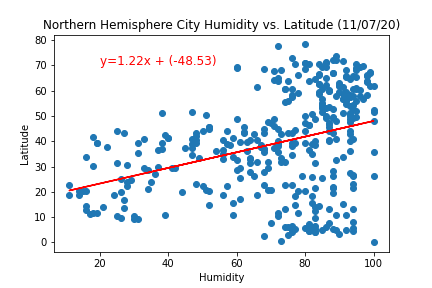 Northern Hemisphere City Humidity vs. Latitude (11/07/20)
80
70
60
50
40
30
20
10
0
Latitude
y=1.22x + (-48.53)
20 40 60 80 100
Humidity